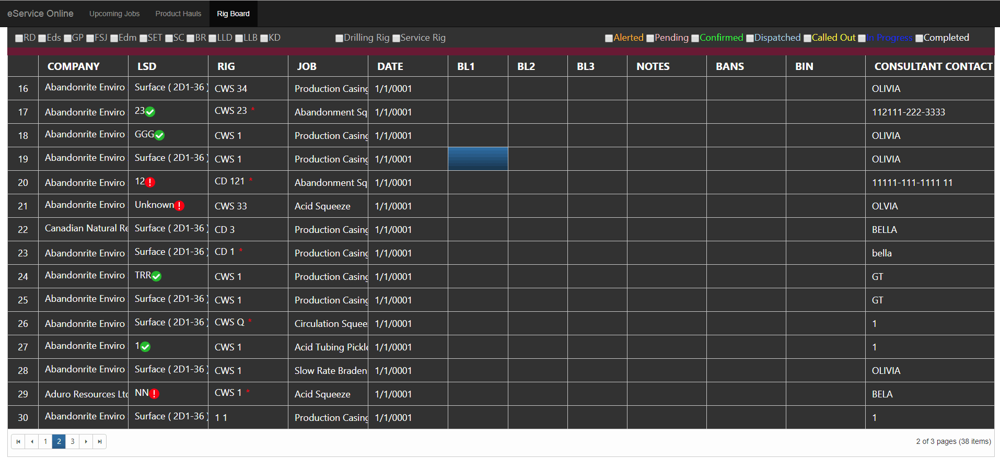 eService Online Upcoming Jobs Product Hauls Rig Board
RD Eds GP FSJ Edm SET SC BR LLD LLB KD Drilling Rig Service Rig Alerted Pending Confirmed Dispatched Called Out In Progress Completed
COMPANY LSD RIG JOB DATE BL1 BL2 BL3 NOTES BANS BIN CONSULTANT CONTACT
16 Abandonrite Enviro Surface ( 2D1-36 ) CWS 34 Production Casing 1/1/0001 OLIVIA
17 Abandonrite Enviro 23 CWS 23 * Abandonment Sq 1/1/0001 112111-222-3333
18 Abandonrite Enviro GGG CWS 1 Production Casing 1/1/0001 OLIVIA
19 Abandonrite Enviro Surface ( 2D1-36 ) CWS 1 Production Casing 1/1/0001 OLIVIA
20 Abandonrite Enviro 12 ! CD 121 * Abandonment Sq 1/1/0001 11111-111-1111 11
21 Abandonrite Enviro Unknown ! CWS 33 Acid Squeeze 1/1/0001 OLVIA
22 Canadian Natural Re Surface ( 2D1-36 ) CD 3 Production Casing 1/1/0001 BELLA
23 Abandonrite Enviro Surface ( 2D1-36 ) CD 1 * Production Casing 1/1/0001 bella
24 Abandonrite Enviro TRR CWS 1 Production Casing 1/1/0001 GT
25 Abandonrite Enviro Surface ( 2D1-36 ) CWS 1 Production Casing 1/1/0001 GT
26 Abandonrite Enviro Surface ( 2D1-36 ) CWS Q * Circulation Squee 1/1/0001 1
27 Abandonrite Enviro 1 CWS 1 Acid Tubing Pickle 1/1/0001 1
28 Abandonrite Enviro Surface ( 2D1-36 ) CWS 1 Slow Rate Braden 1/1/0001 OLIVIA
29 Aduro Resources Ltd NN ! CWS 1 * Acid Squeeze 1/1/0001 BELA
30 Abandonrite Enviro Surface ( 2D1-36 ) 1 1 Production Casing 1/1/0001 1
1 2 3 2 of 3 pages (38 items)